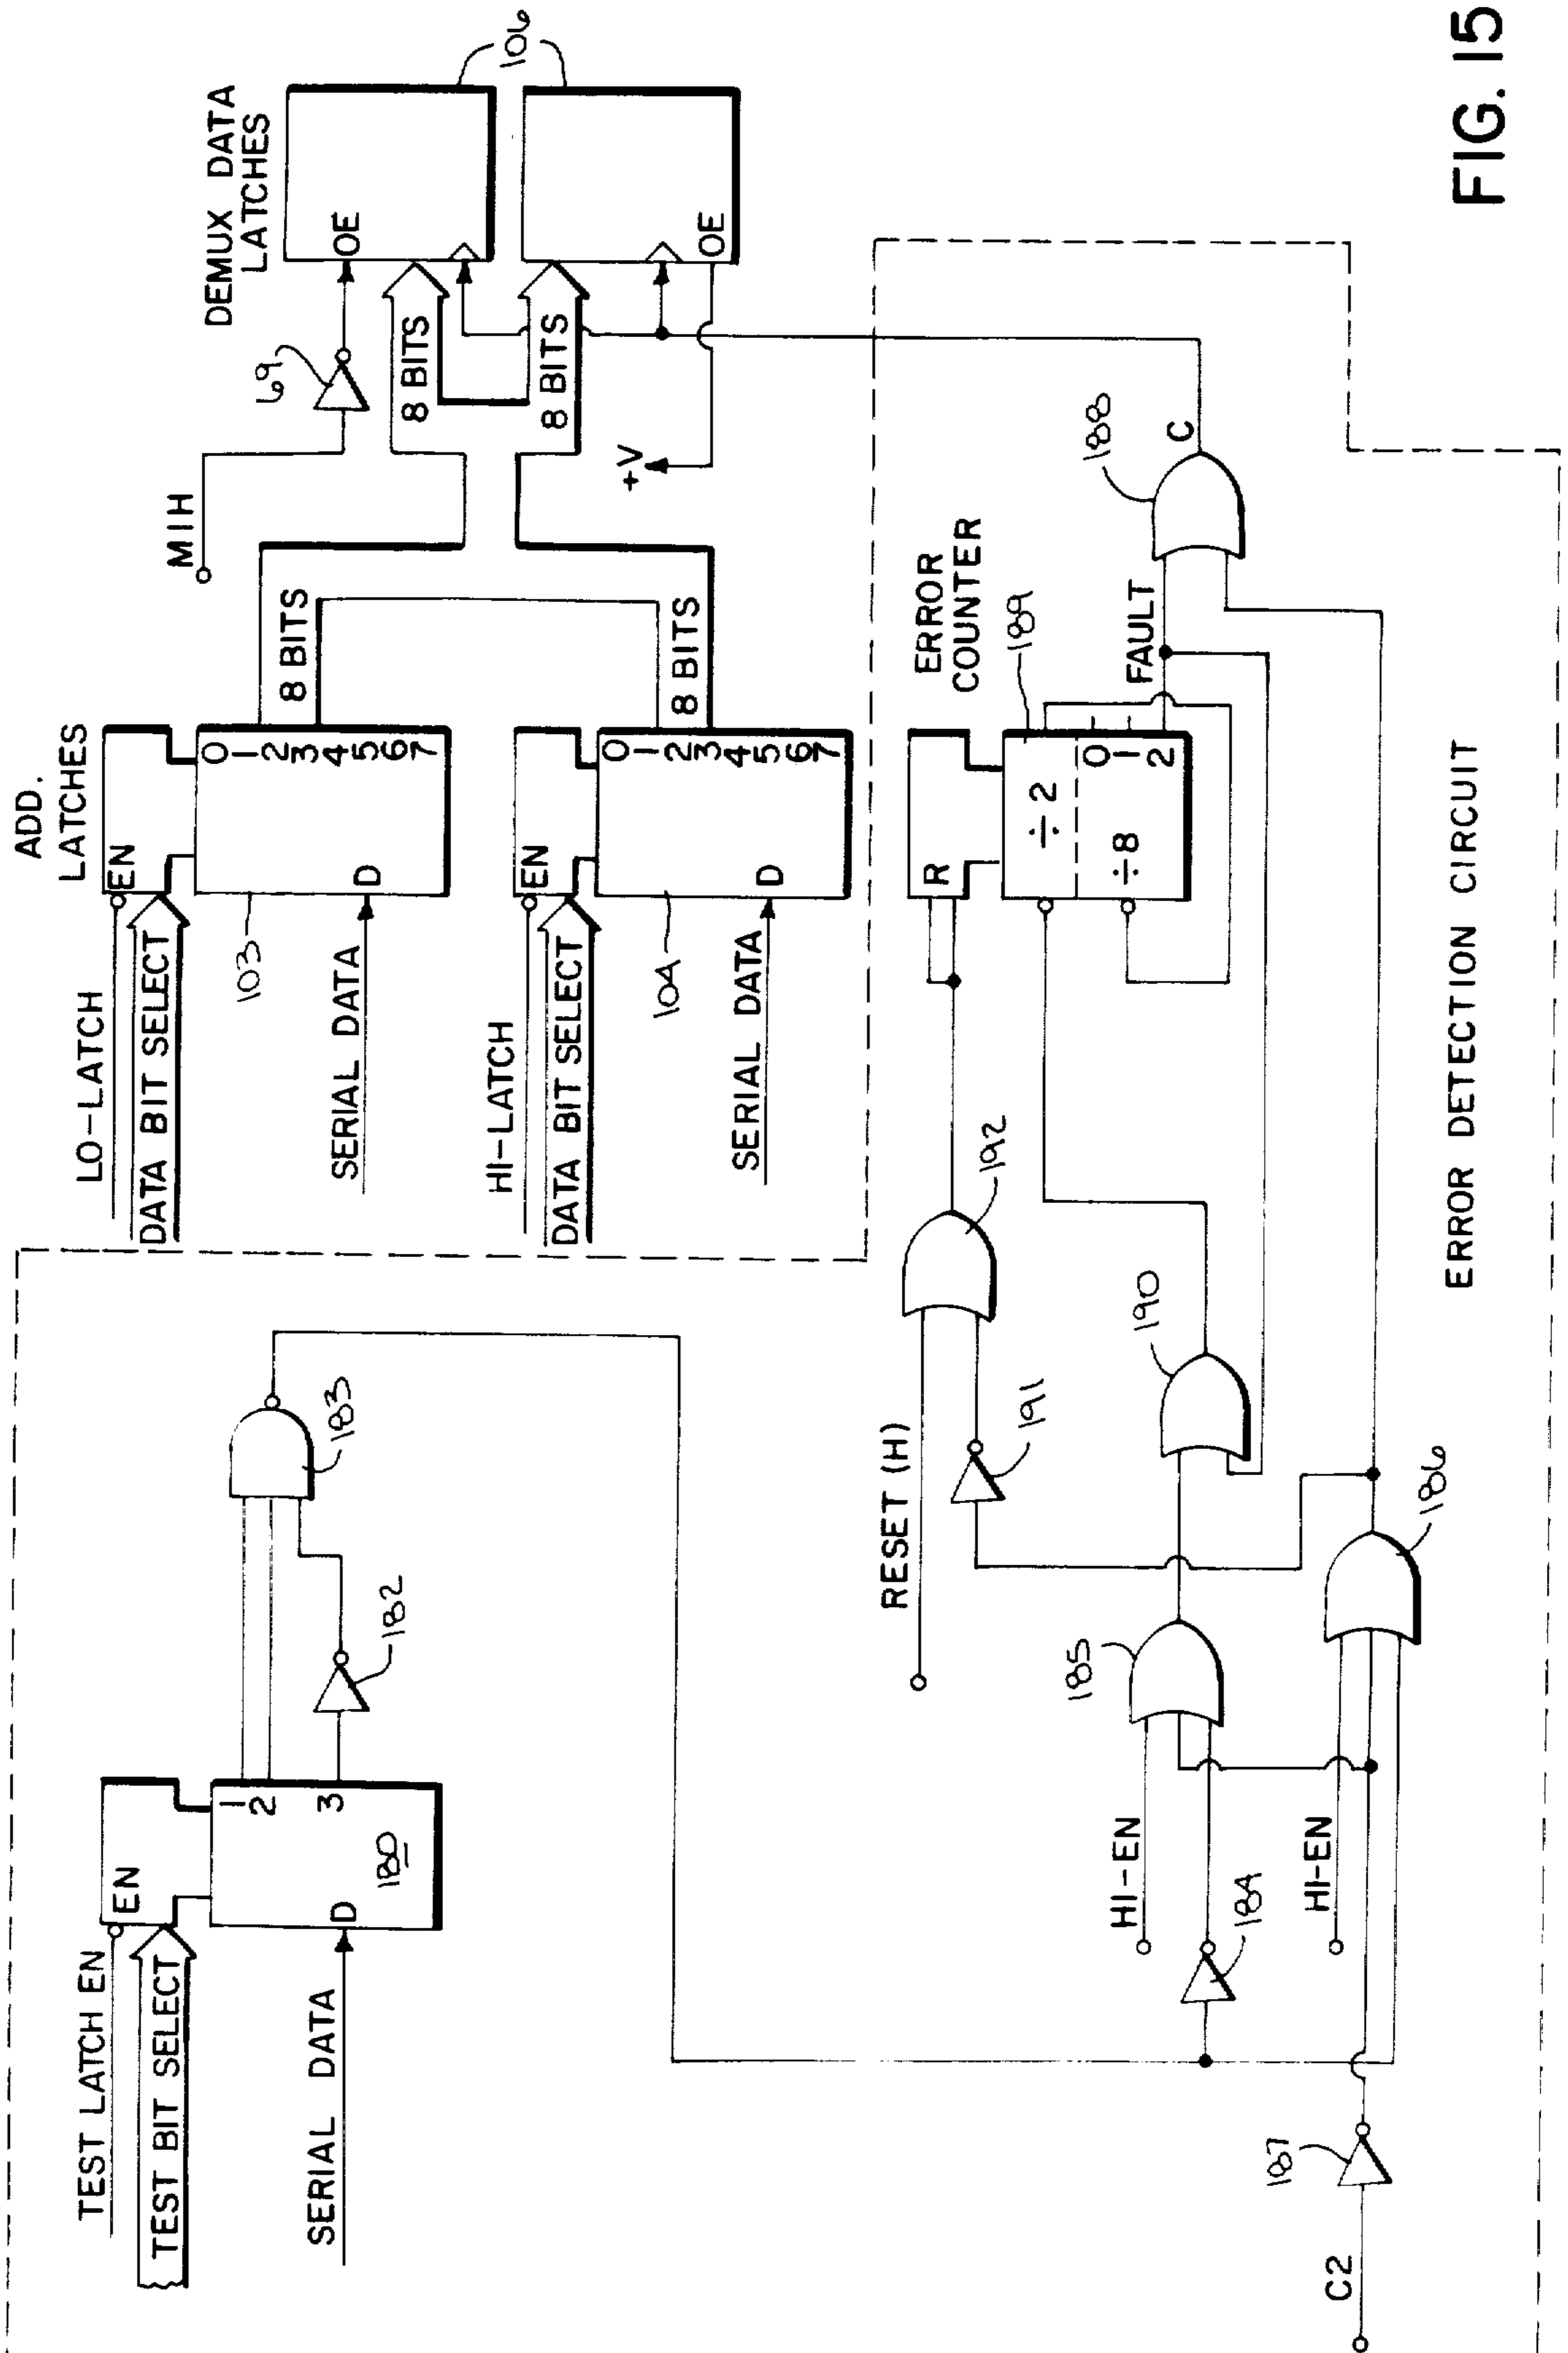 ADD.
LATCHES
DEMUX DATA
LATCHES
106
TEST LATCH EN
EN
TEST BIT SELECT
SERIAL DATA
D
1
2
3
180
182
183
LO-LATCH
EN
DATA BIT SELECT
103
SERIAL DATA
D
0
1
2
3
4
5
6
7
8 BITS
HI-LATCH
EN
DATA BIT SELECT
104
SERIAL DATA
D
0
1
2
3
4
5
6
7
8 BITS
MIH
69
OE
8 BITS
8 BITS
+V
OE
ERROR
COUNTER
189
R
÷2
÷8
0
1
2
FAULT
188
C
RESET (H)
192
191
190
185
HI-EN
184
HI-EN
186
187
C2
ERROR DETECTION CIRCUIT
FIG. 15